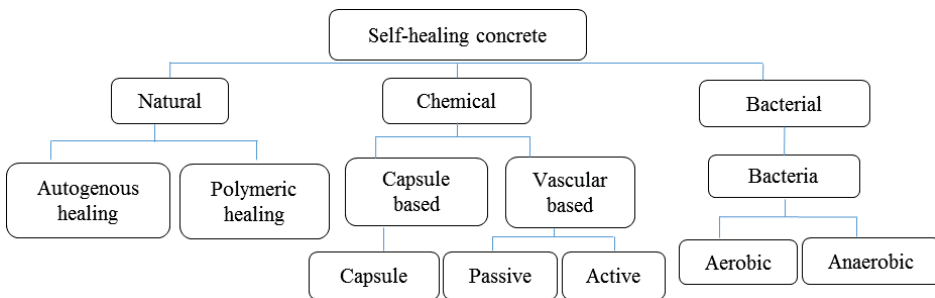 Self-healing concrete
Natural
Chemical
Bacterial
Autogenous
healing
Polymeric
healing
Capsule
based
Vascular
based
Bacteria
Capsule
Passive
Active
Aerobic
Anaerobic